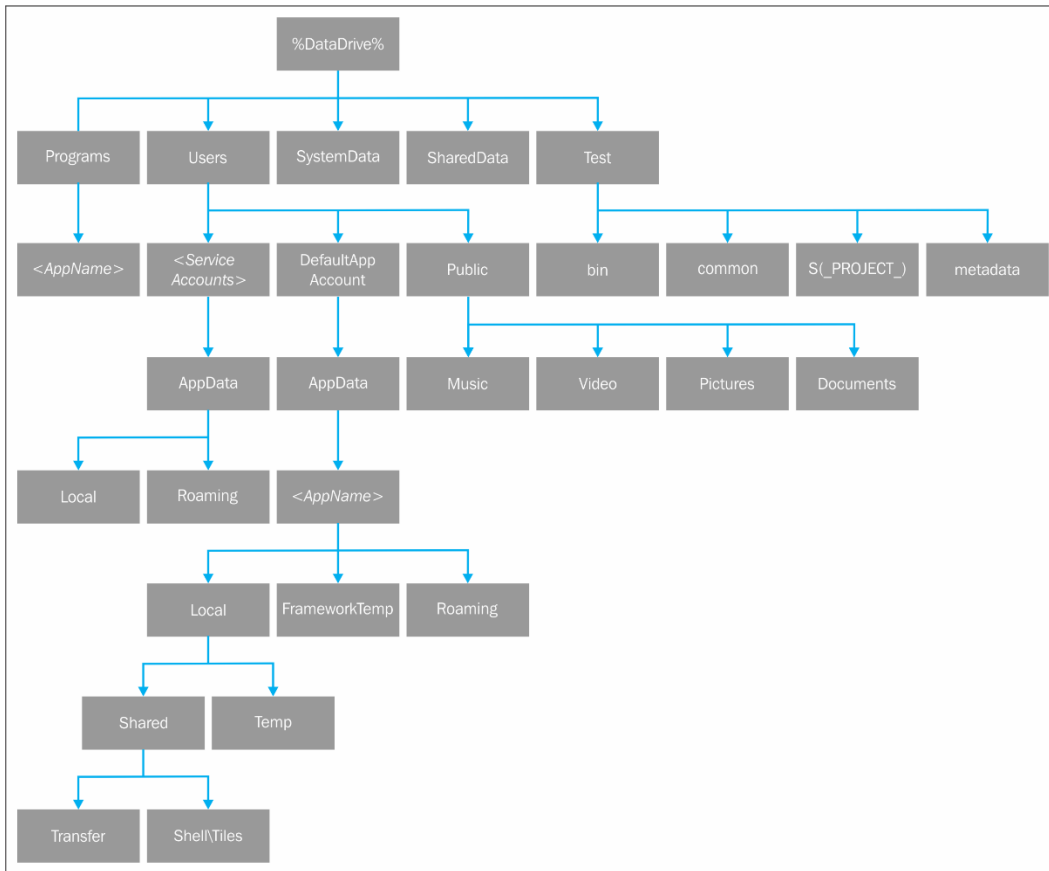 %DataDrive%
Programs
Users
SystemData
SharedData
Test
<AppName>
<Service
Accounts>
DefaultApp
Account
Public
bin
common
S(_PROJECT_)
metadata
AppData
AppData
Music
Video
Pictures
Documents
Local
Roaming
<AppName>
Local
FrameworkTemp
Roaming
Shared
Temp
Transfer
Shell\Tiles